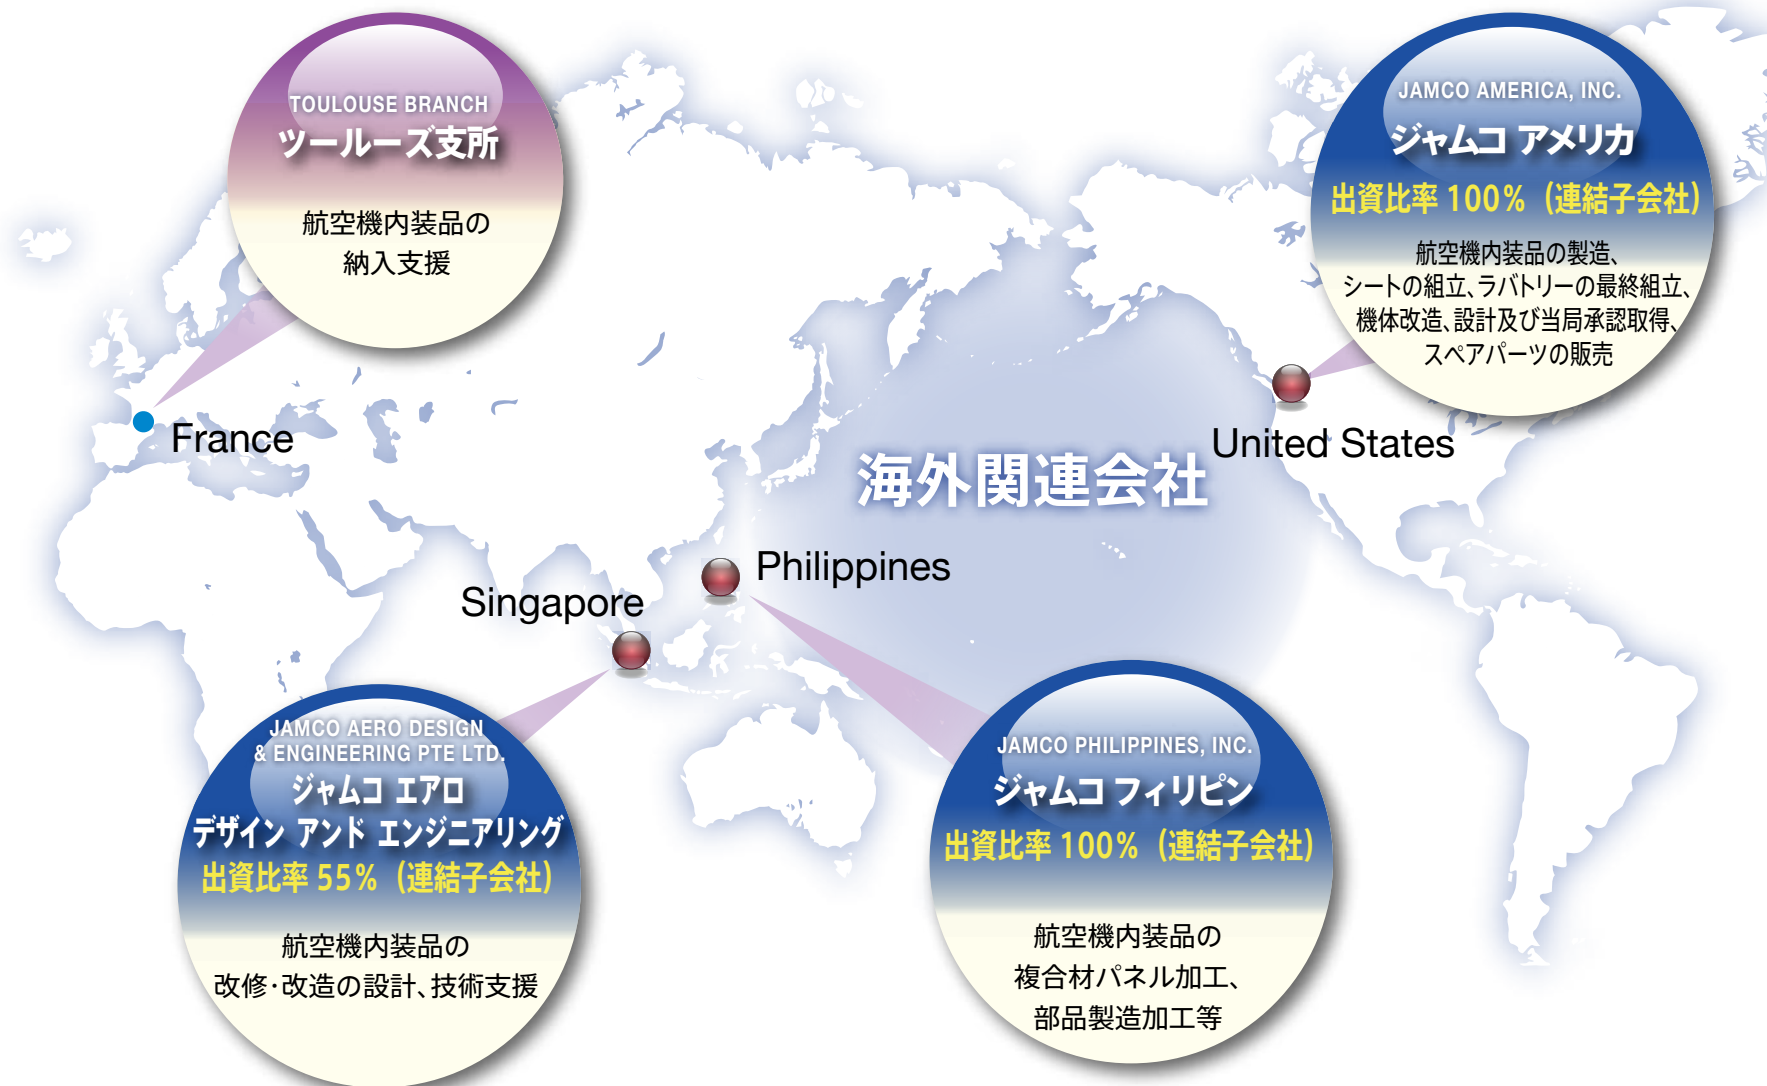 TOULOUSE BRANCH
ツールーズ支所
航空機内装品の
納入支援
France
JAMCO AMERICA, INC.
ジャムコ アメリカ
出資比率 100%（連結子会社）
航空機内装品の製造、
シートの組立、ラバトリーの最終組立、
機体改造、設計及び当局承認取得、
スペアパーツの販売
United States
海外関連会社
Philippines
Singapore
JAMCO AERO DESIGN
& ENGINEERING PTE LTD.
ジャムコ エアロ
デザイン アンド エンジニアリング
出資比率 55%（連結子会社）
航空機内装品の
改修・改造の設計、技術支援
JAMCO PHILIPPINES, INC.
ジャムコ フィリピン
出資比率 100%（連結子会社）
航空機内装品の
複合材パネル加工、
部品製造加工等